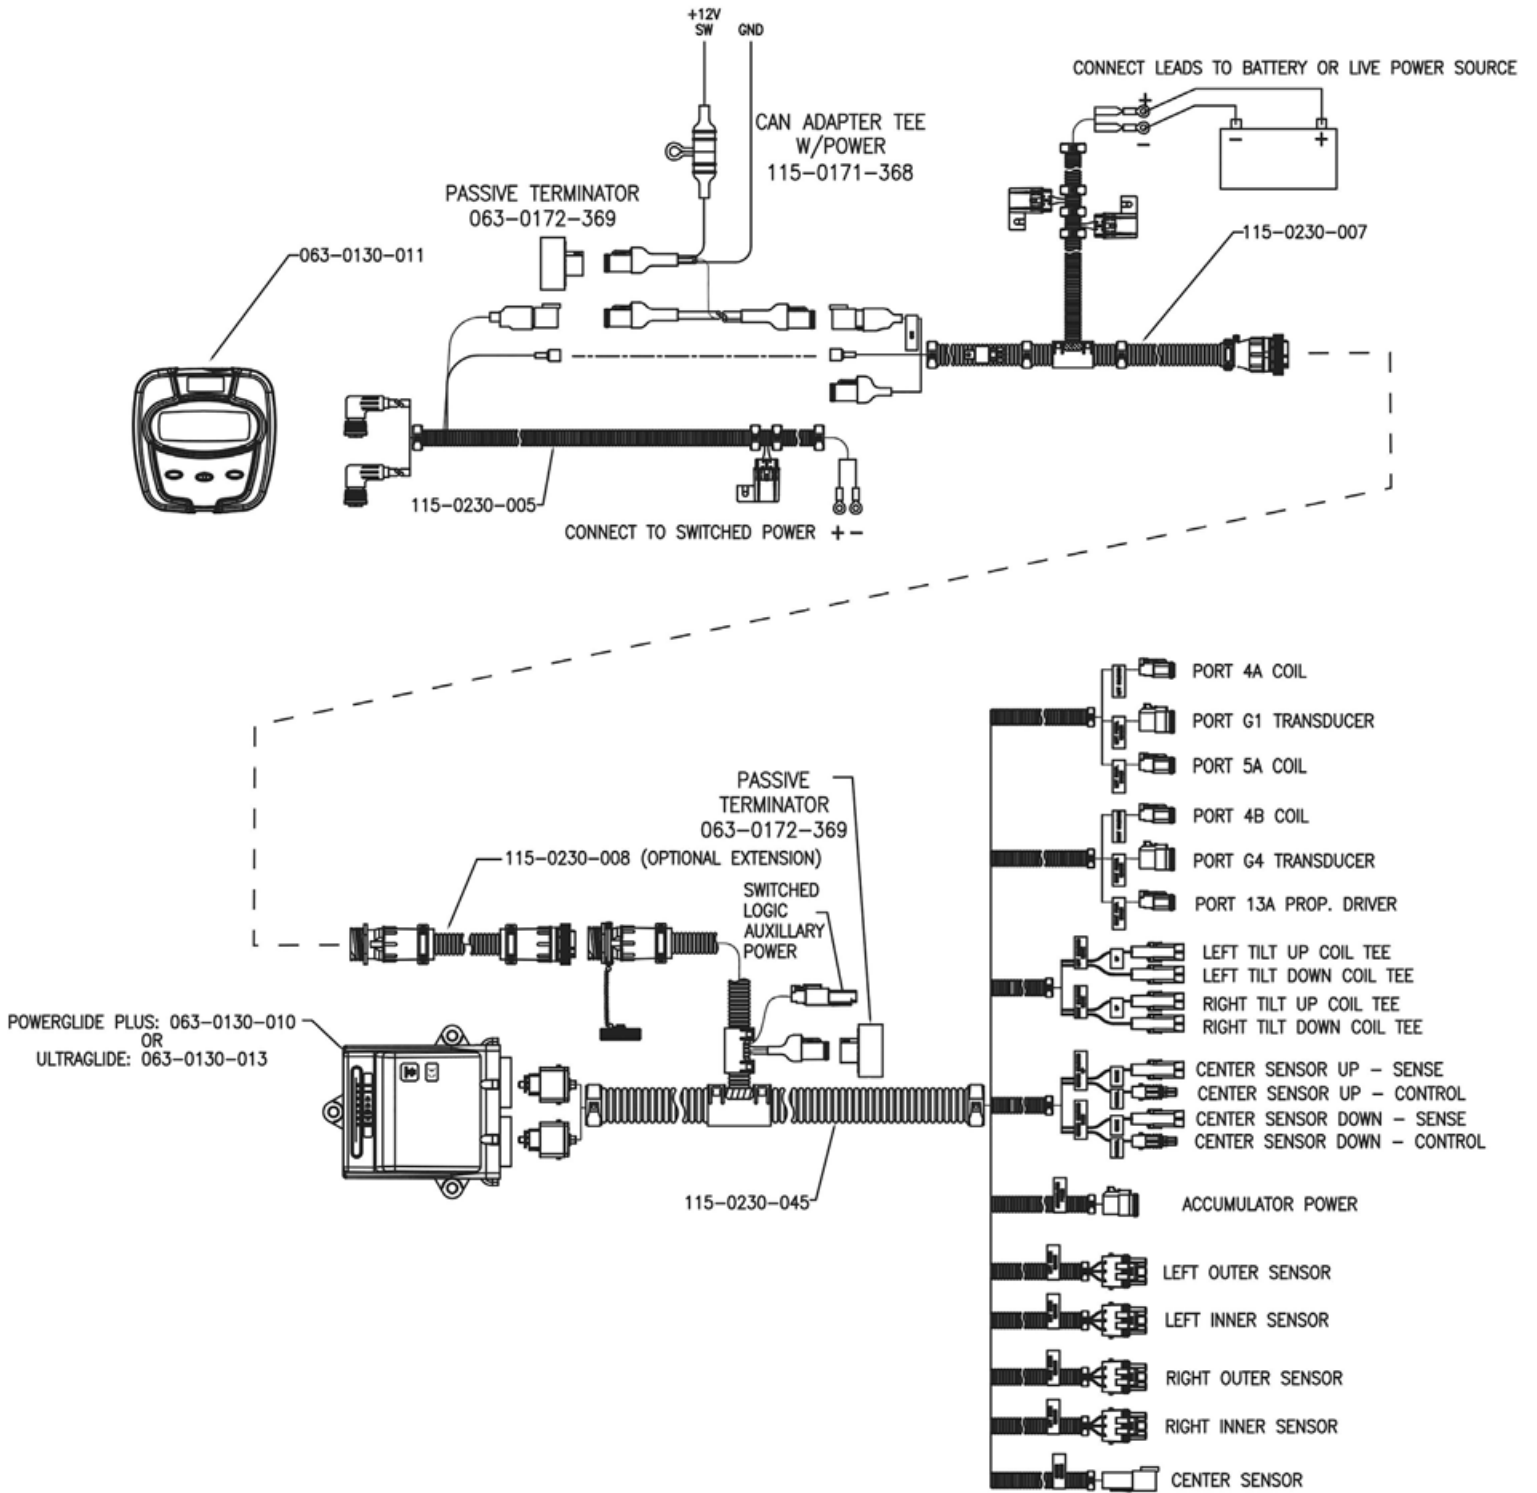 +12V
SW
GND
CONNECT LEADS TO BATTERY OR LIVE POWER SOURCE
+
−
−
+
CAN ADAPTER TEE
W/POWER
115-0171-368
PASSIVE TERMINATOR
063-0172-369
063-0130-011
115-0230-007
115-0230-005
CONNECT TO SWITCHED POWER + −
PORT 4A COIL
PORT G1 TRANSDUCER
PORT 5A COIL
PORT 4B COIL
PORT G4 TRANSDUCER
PORT 13A PROP. DRIVER
PASSIVE
TERMINATOR
063-0172-369
115-0230-008 (OPTIONAL EXTENSION)
SWITCHED
LOGIC
AUXILLARY
POWER
LEFT TILT UP COIL TEE
LEFT TILT DOWN COIL TEE
RIGHT TILT UP COIL TEE
RIGHT TILT DOWN COIL TEE
POWERGLIDE PLUS: 063-0130-010
OR
ULTRAGLIDE: 063-0130-013
CENTER SENSOR UP - SENSE
CENTER SENSOR UP - CONTROL
CENTER SENSOR DOWN - SENSE
CENTER SENSOR DOWN - CONTROL
115-0230-045
ACCUMULATOR POWER
LEFT OUTER SENSOR
LEFT INNER SENSOR
RIGHT OUTER SENSOR
RIGHT INNER SENSOR
CENTER SENSOR